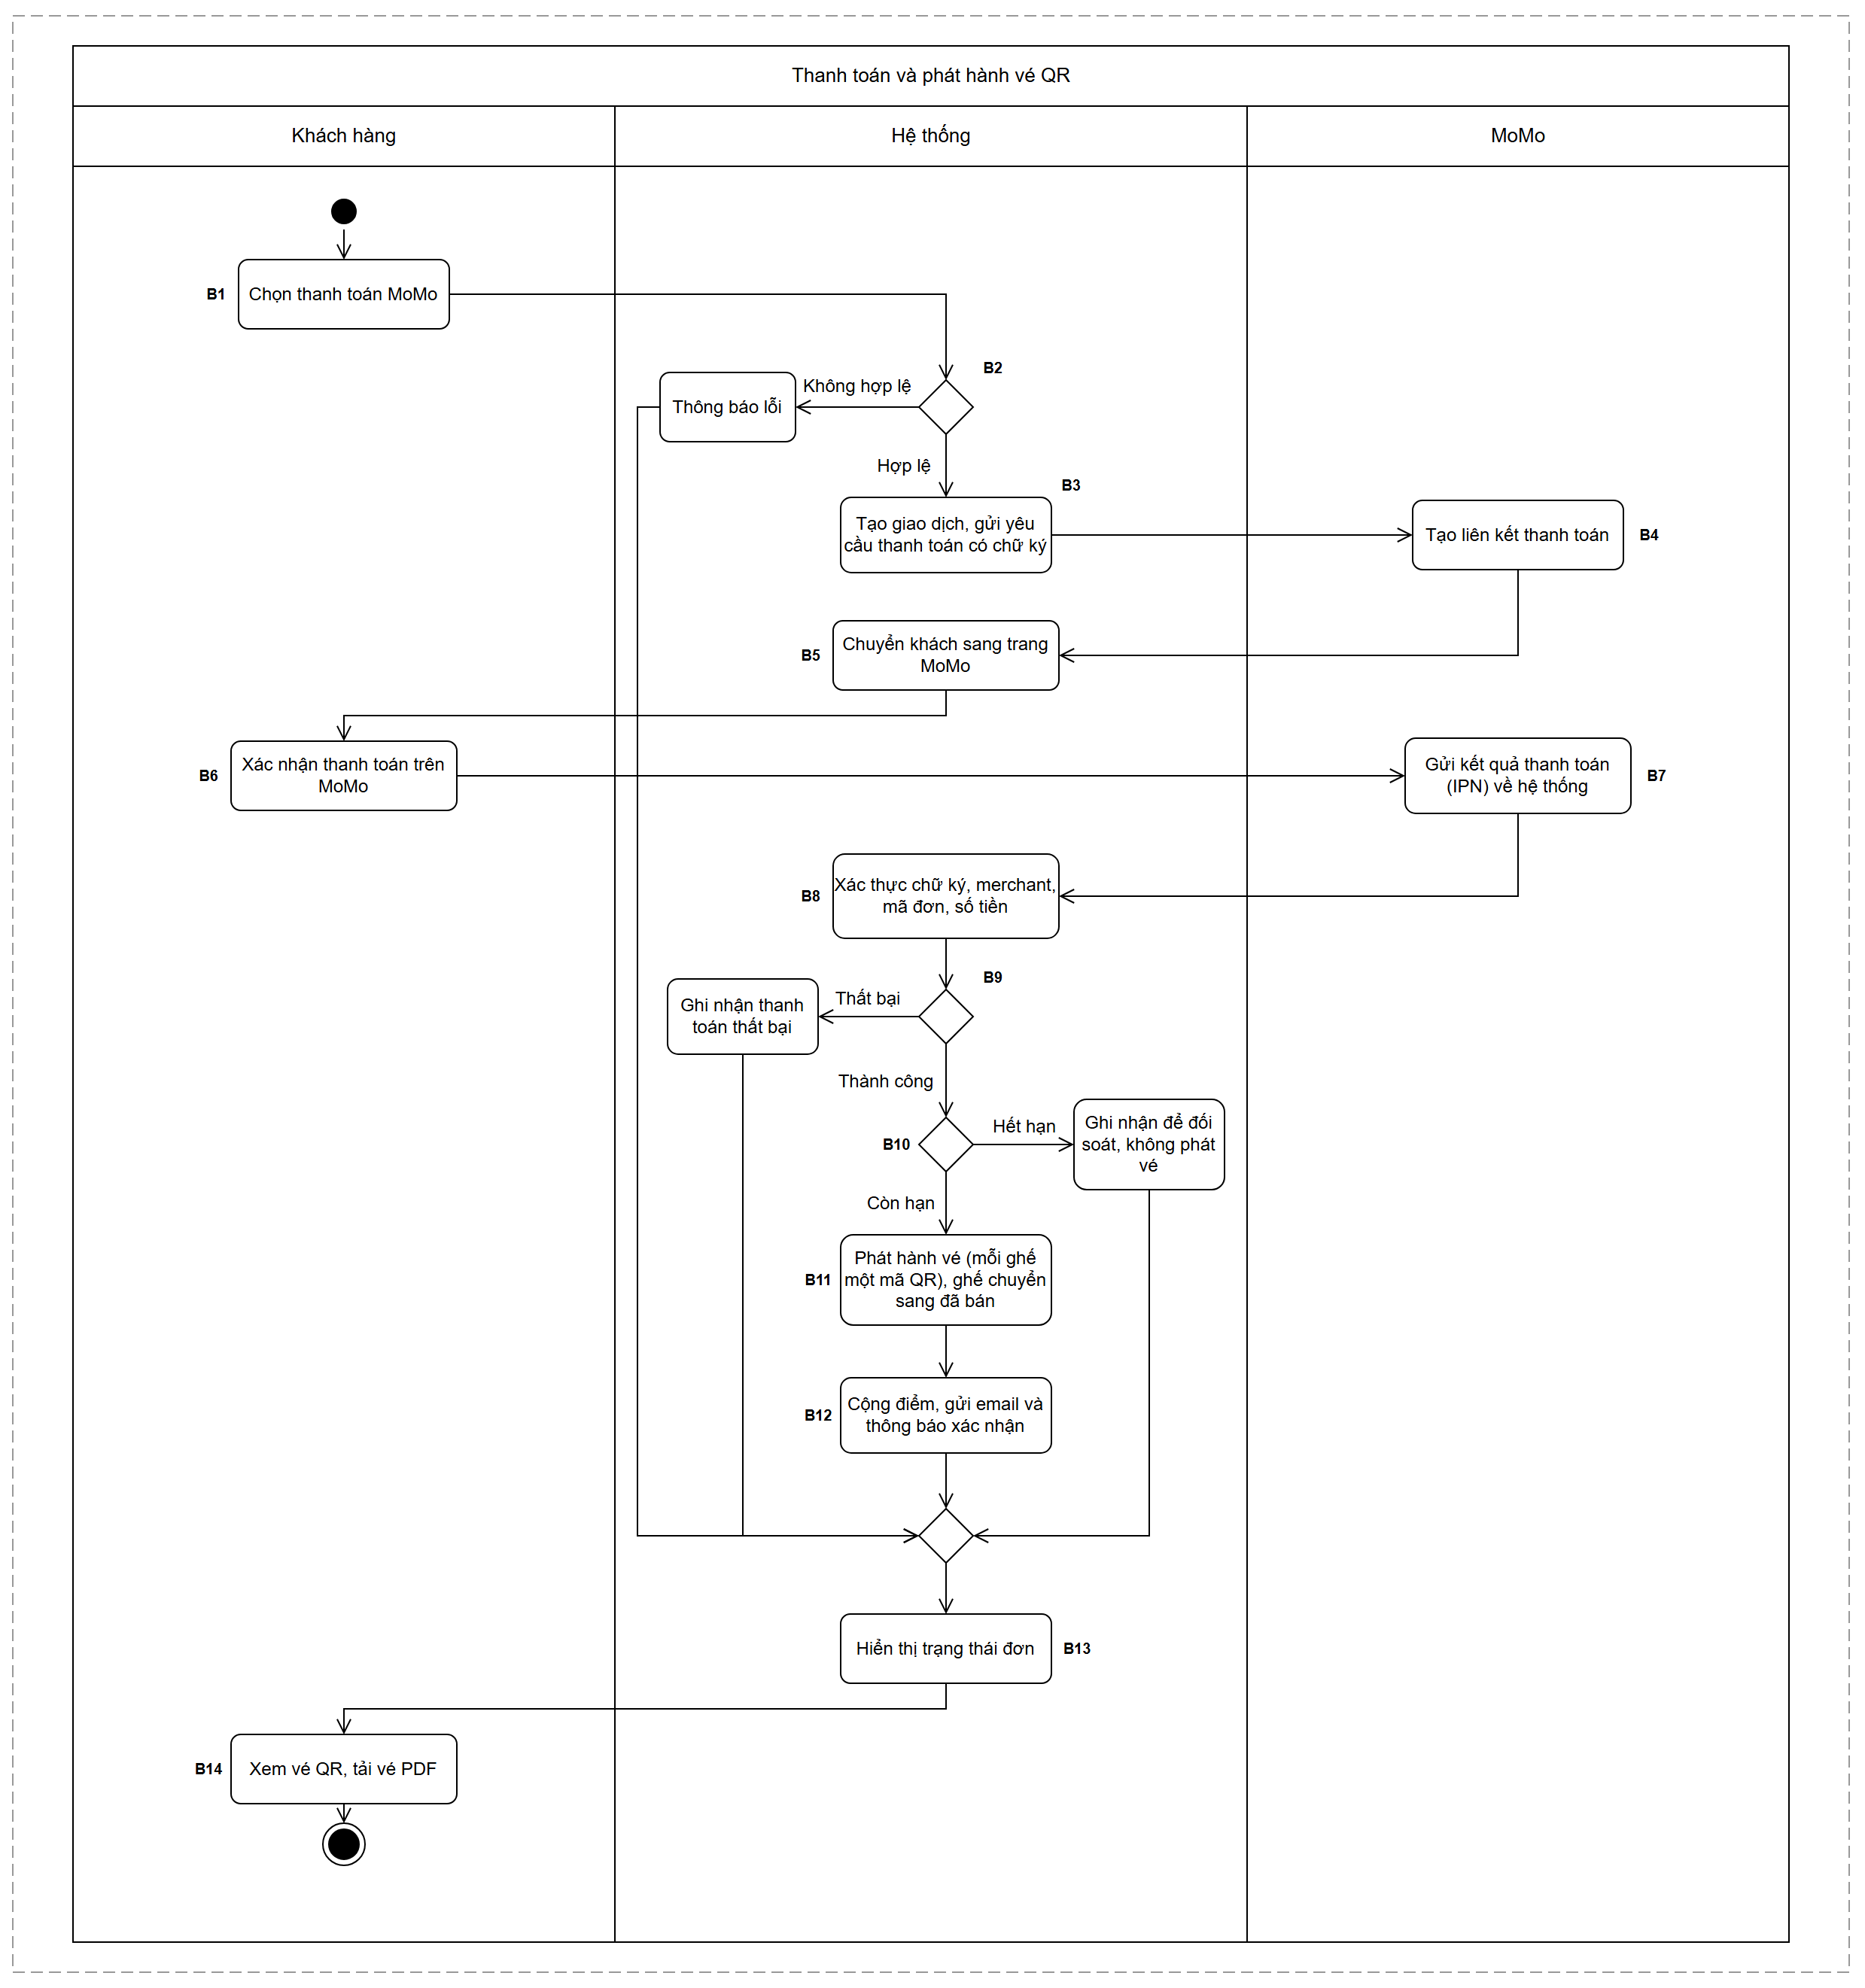 Thanh toán và phát hành vé QR
Khách hàng
Hệ thống
MoMo
B1
Chọn thanh toán MoMo
B2
Không hợp lệ
Thông báo lỗi
Hợp lệ
B3
Tạo giao dịch, gửi yêu
cầu thanh toán có chữ ký
Tạo liên kết thanh toán
B4
B5
Chuyển khách sang trang
MoMo
B6
Xác nhận thanh toán trên
MoMo
Gửi kết quả thanh toán
(IPN) về hệ thống
B7
B8
Xác thực chữ ký, merchant,
mã đơn, số tiền
B9
Thất bại
Ghi nhận thanh
toán thất bại
Thành công
B10
Hết hạn
Ghi nhận để đối
soát, không phát
vé
Còn hạn
B11
Phát hành vé (mỗi ghế
một mã QR), ghế chuyển
sang đã bán
B12
Cộng điểm, gửi email và
thông báo xác nhận
Hiển thị trạng thái đơn
B13
B14
Xem vé QR, tải vé PDF